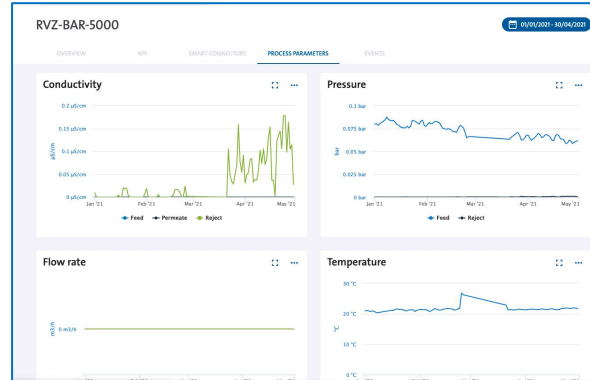 RVZ-BAR-5000
01/01/2021 - 30/04/2021
OVERVIEW KPI SMART CONNECTORS PROCESS PARAMETERS EVENTS
Conductivity
0.2 µS/cm
0.15 µS/cm
0.1 µS/cm
0.05 µS/cm
0 µS/cm
µS/cm
Jan '21 Feb '21 Mar '21 Apr '21 May '21
Feed Permeate Reject
Pressure
0.1 bar
0.075 bar
0.05 bar
0.025 bar
0 bar
bar
Jan '21 Feb '21 Mar '21 Apr '21 May '21
Feed Reject
Flow rate
0 m3/h
m3/h
Temperature
30 °C
20 °C
10 °C
0 °C
°C